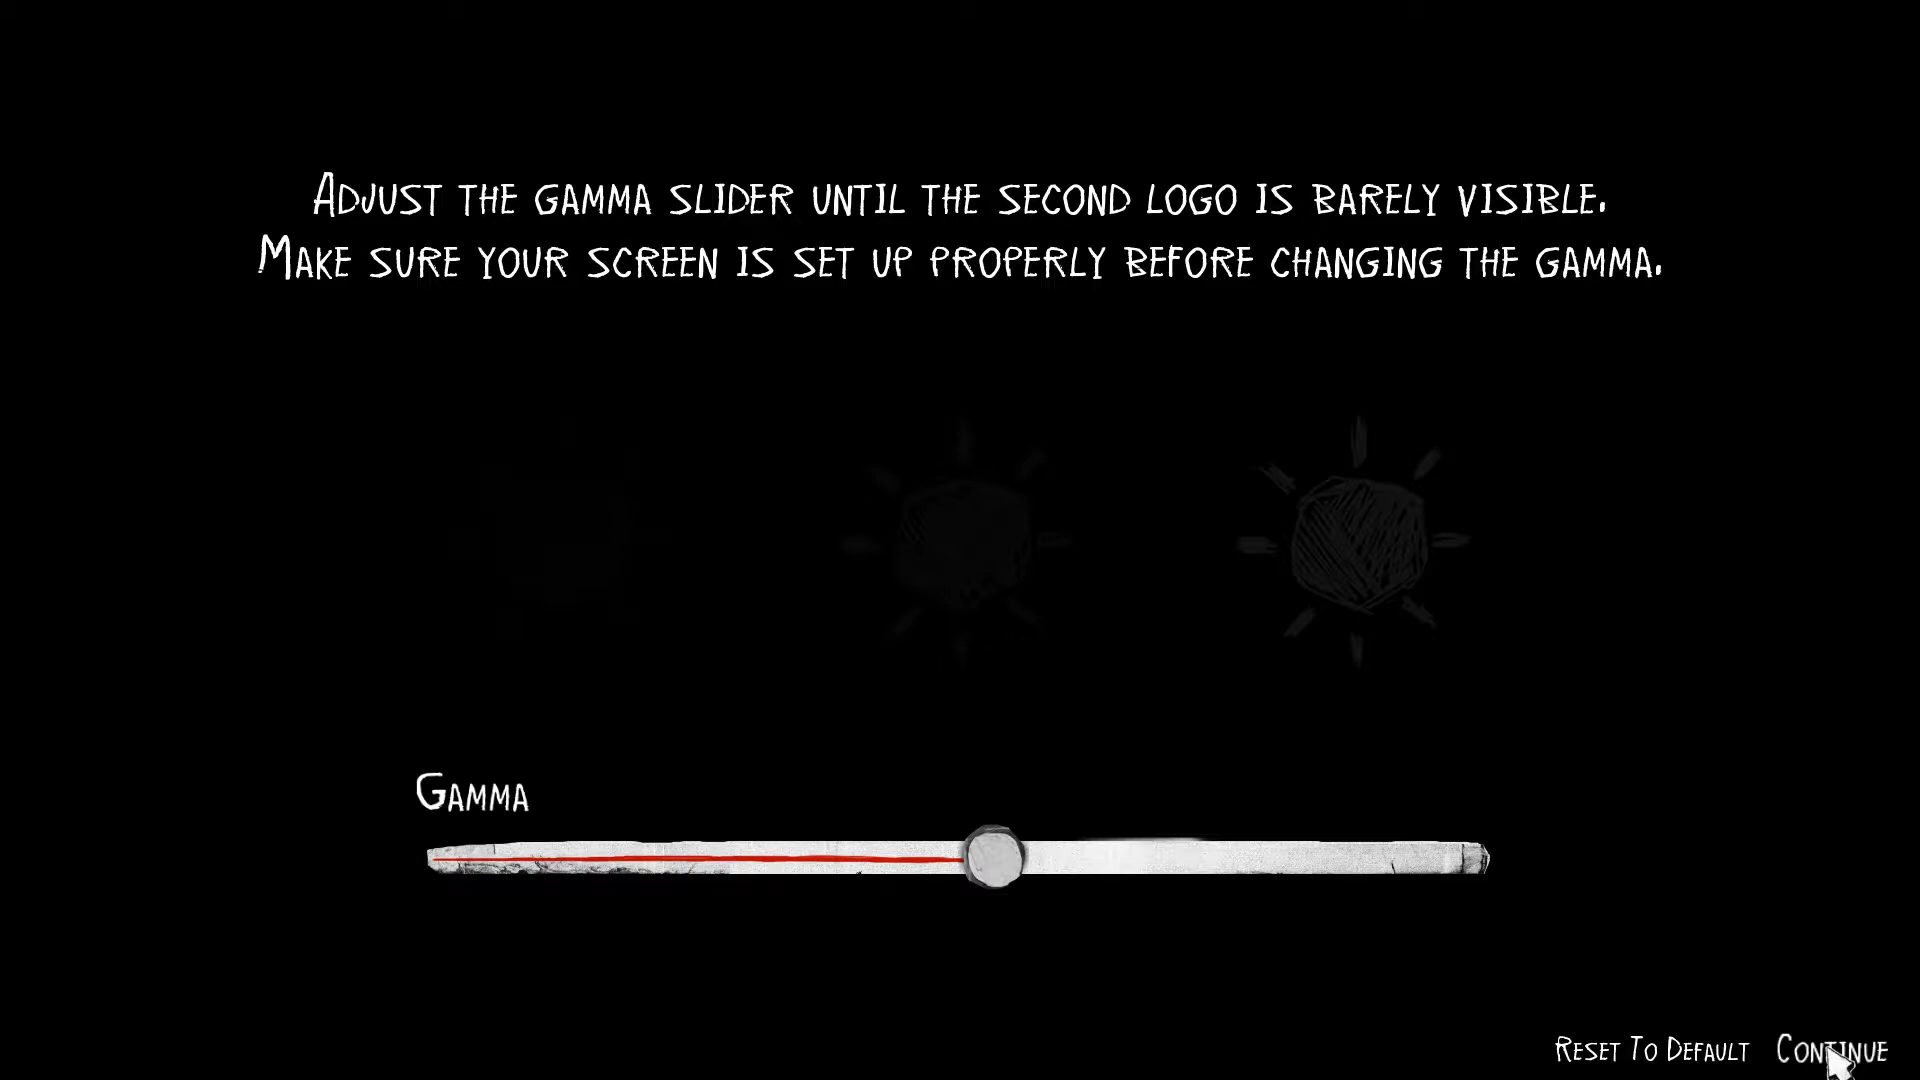 Adjust the gamma slider until the second logo is barely visible.
Make sure your screen is set up properly before changing the gamma.
Gamma
Reset To Default
Continue